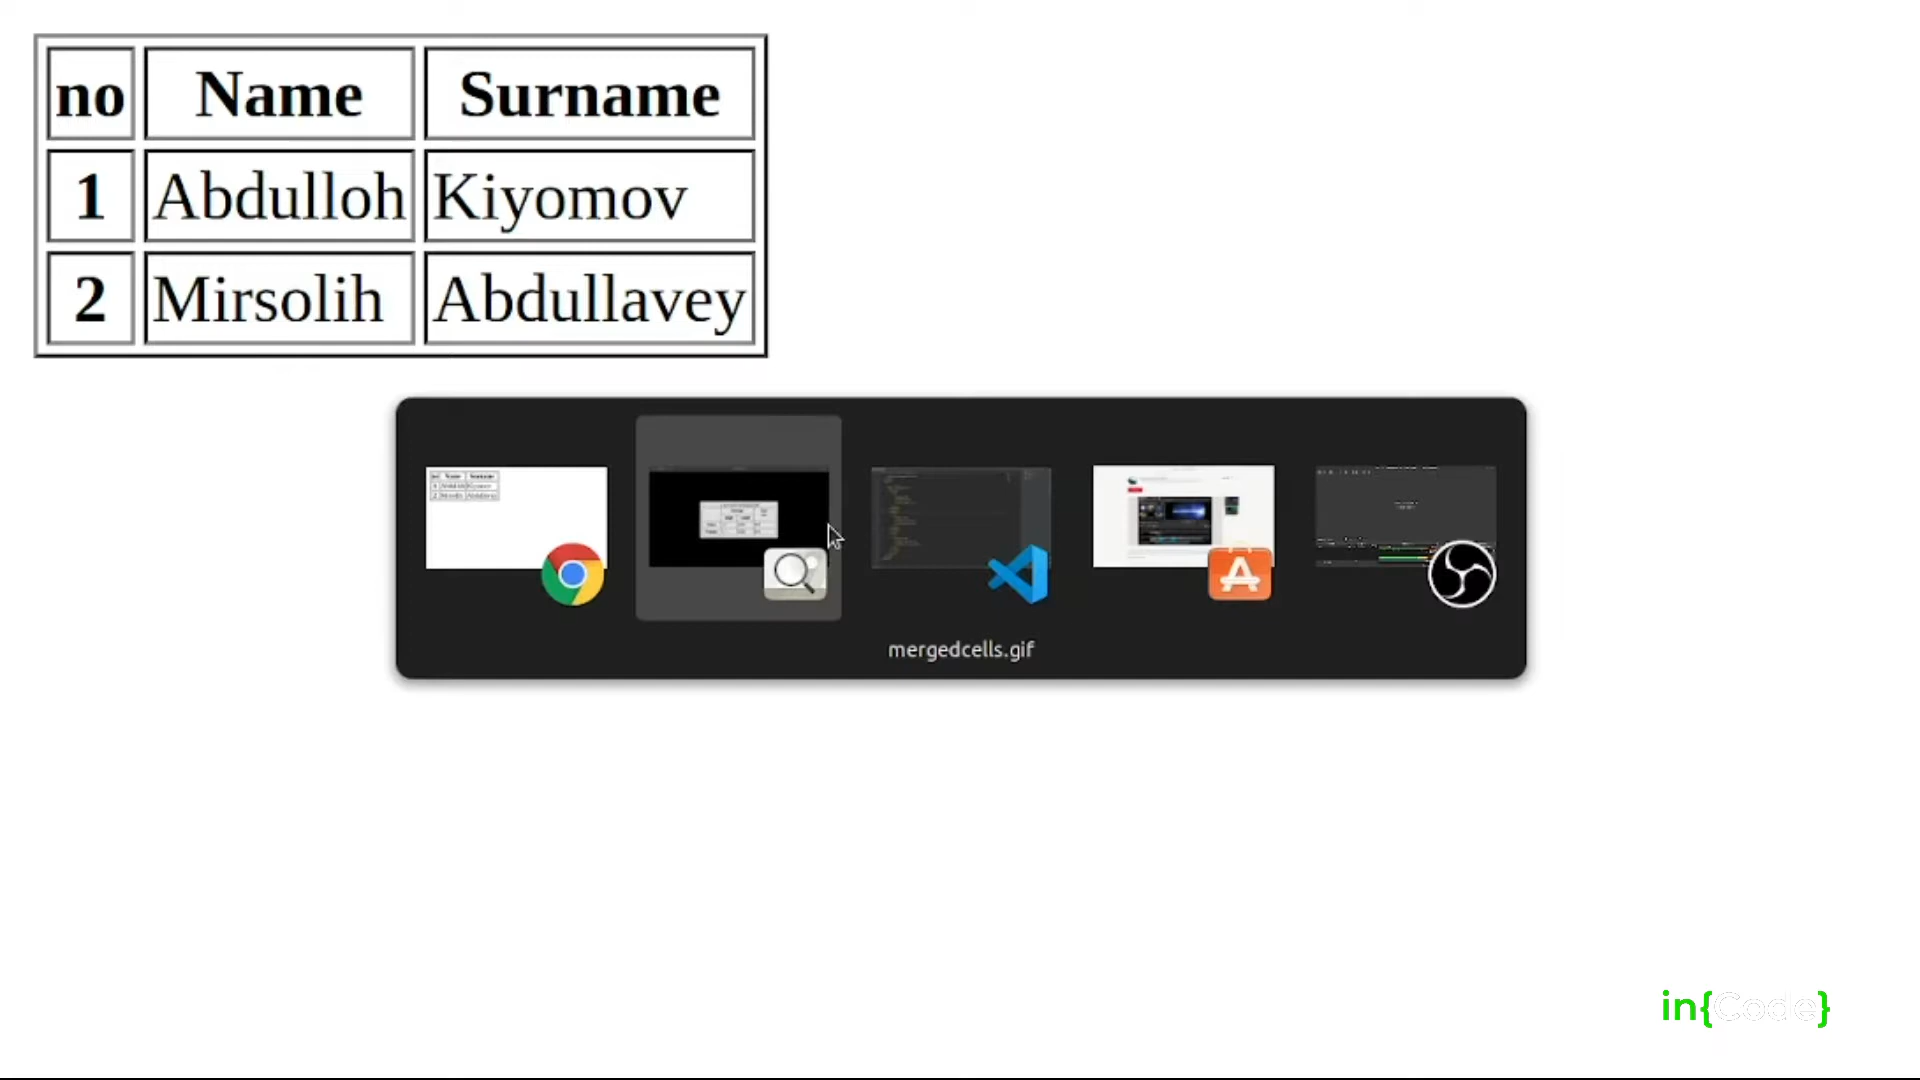 no Name Surname
1 Abdulloh Kiyomov
2 Mirsolih Abdullavey
mergedcells.gif
in{Code}